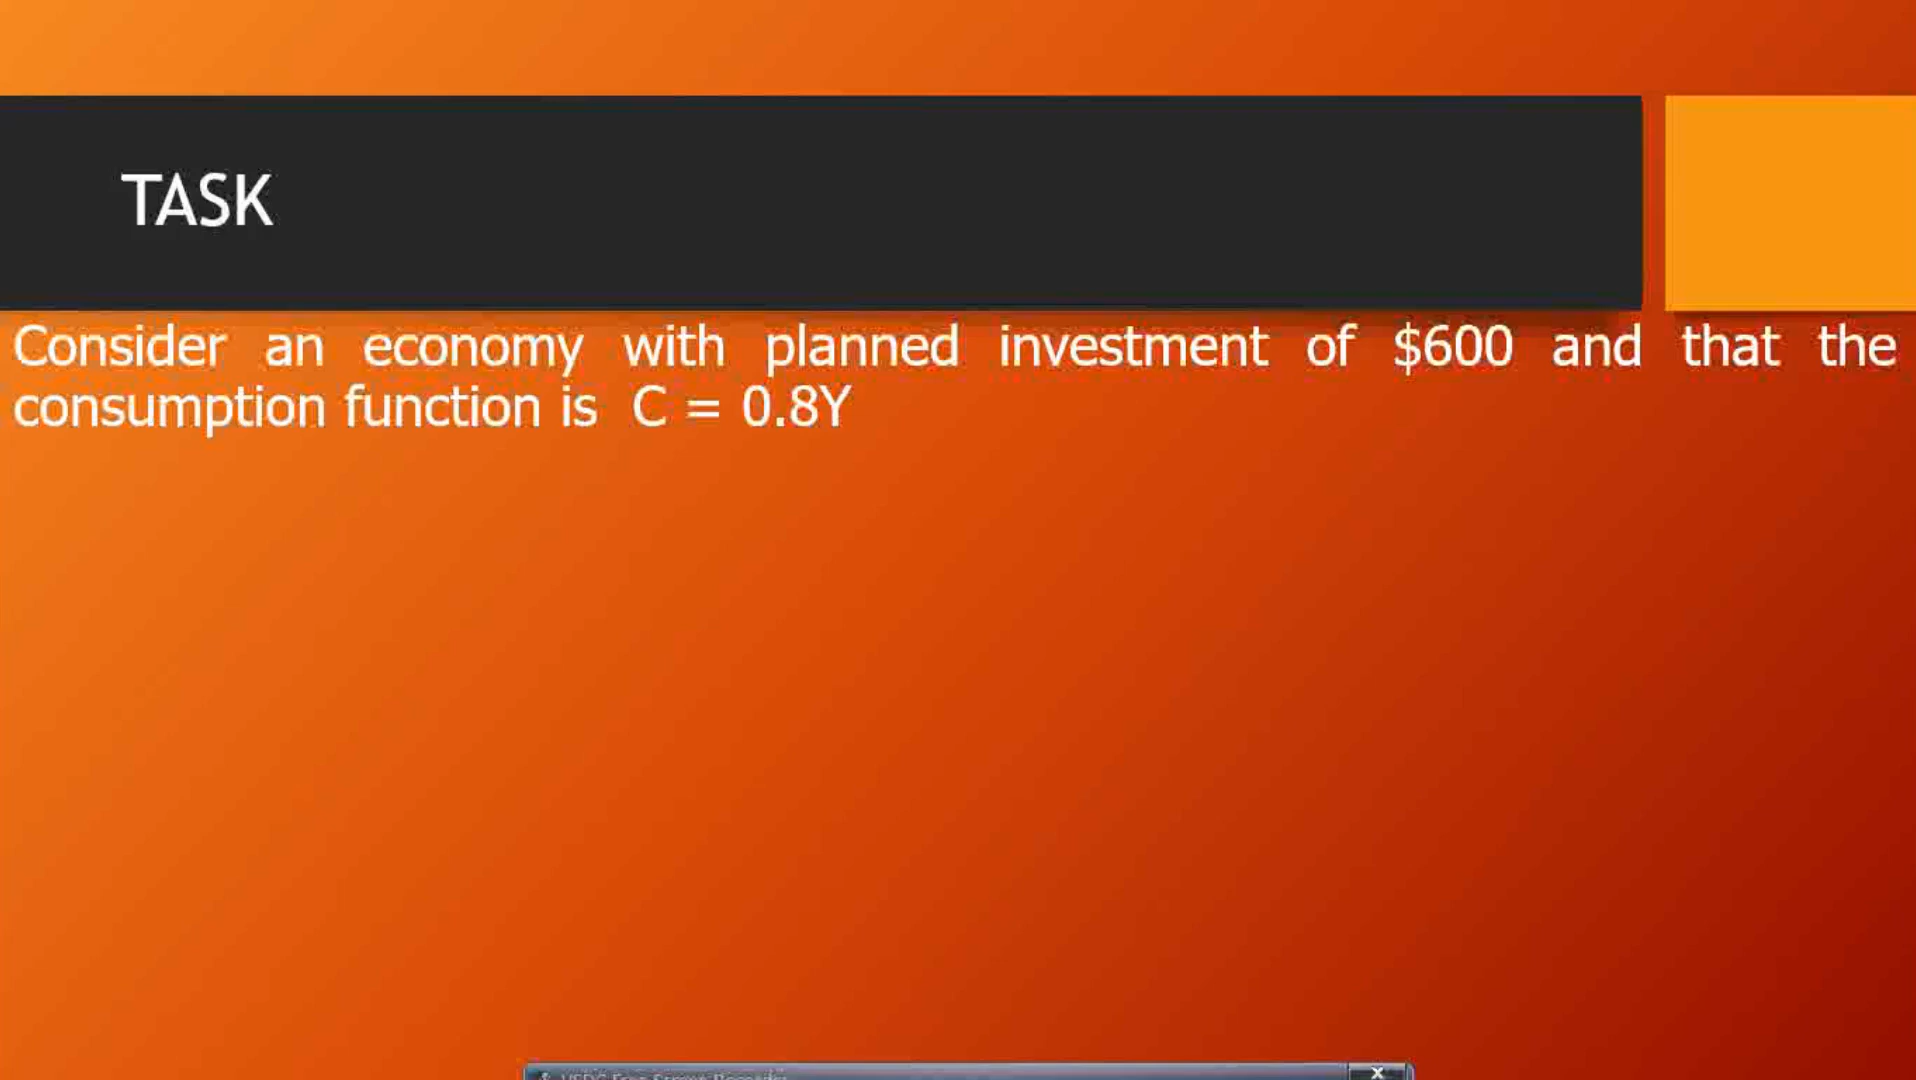 TASK
Consider an economy with planned investment of $600 and that the
consumption function is C = 0.8Y
x